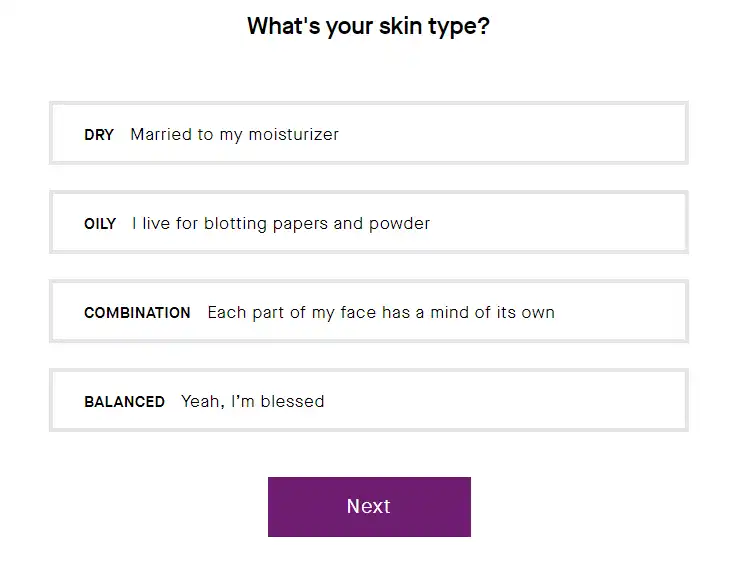 What's your skin type?
DRY Married to my moisturizer
OILY I live for blotting papers and powder
COMBINATION Each part of my face has a mind of its own
BALANCED Yeah, I’m blessed
Next